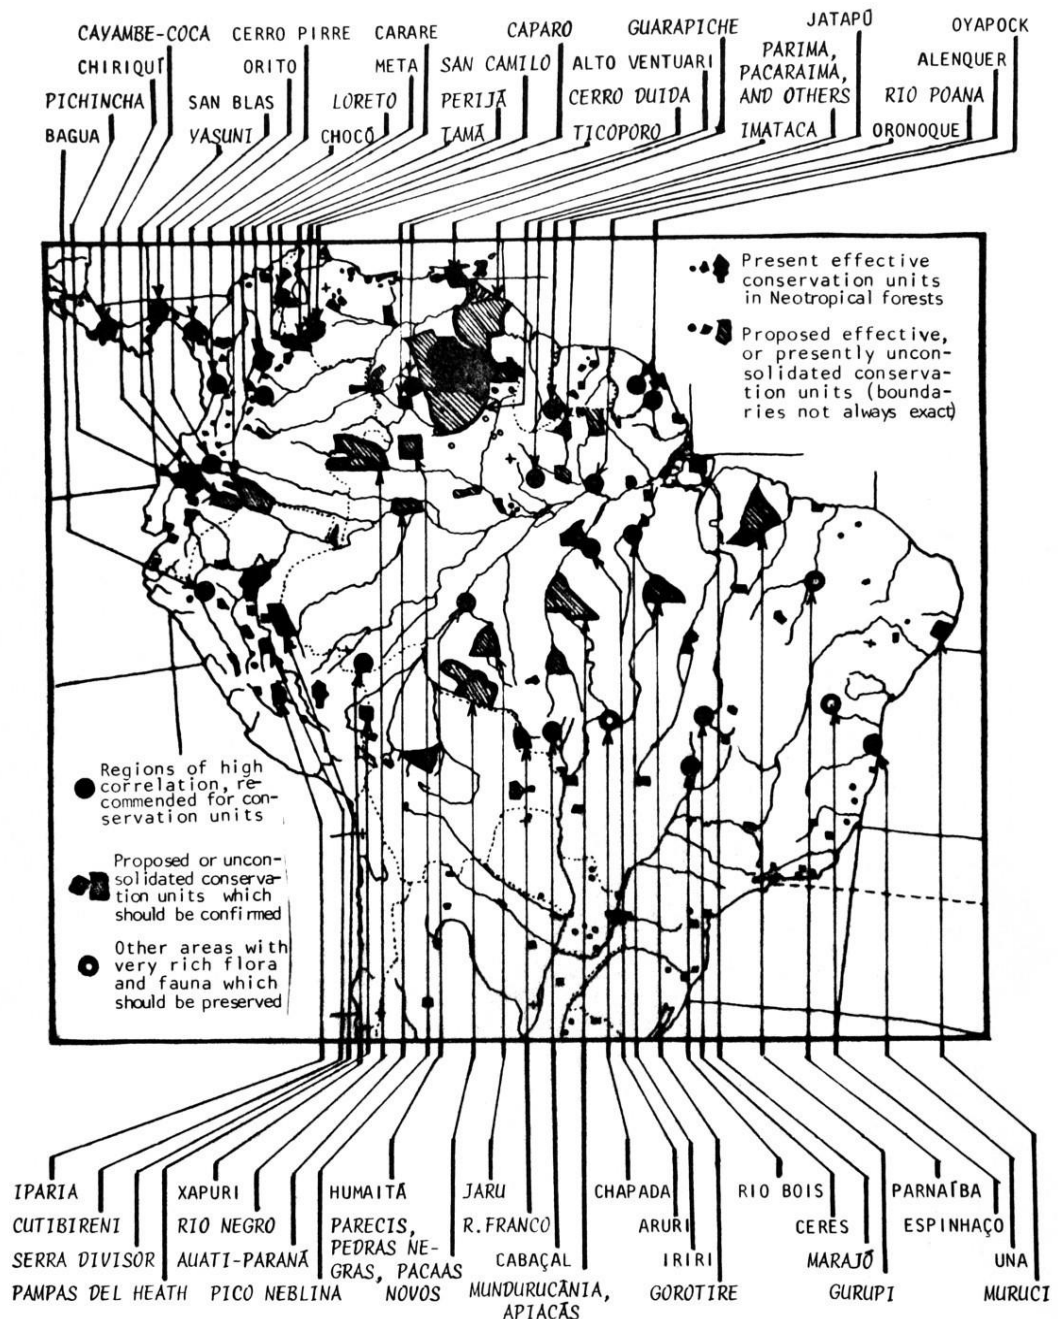 CAYAMBE-COCA CERRO PIRRE CARARE CAPARO GUARAPICHE JATAPÚ OYAPOCK
CHIRIQUÍ ORITO META SAN CAMILO ALTO VENTUARI PARIMA, PACARAIMA, AND OTHERS ALENQUER
PICHINCHA SAN BLAS LORETO PERIJÁ CERRO DUIDA RIO POANA
BAGUA YASUNI CHOCÓ TAMÁ TICOPORO IMATACA ORONOQUE
Present effective
conservation units
in Neotropical forests
Proposed effective,
or presently uncon-
solidated conserva-
tion units (bounda-
ries not always exact)
Regions of high
correlation, re-
commended for con-
servation units
Proposed or uncon-
solidated conserva-
tion units which
should be confirmed
Other areas with
very rich flora
and fauna which
should be preserved
IPARIA XAPURI HUMAITÁ JARU CHAPADA RIO BOIS PARNAÍBA
CUTIBIRENI RIO NEGRO PARECIS, PEDRAS NE-GRAS, PACAAS NOVOS R.FRANCO ARURI CERES ESPINHAÇO
SERRA DIVISOR AUATI-PARANÁ CABAÇAL IRIRI MARAJÓ UNA
PAMPAS DEL HEATH PICO NEBLINA MUNDURUCÂNIA, APIACÁS GOROTIRE GURUPI MURUCI